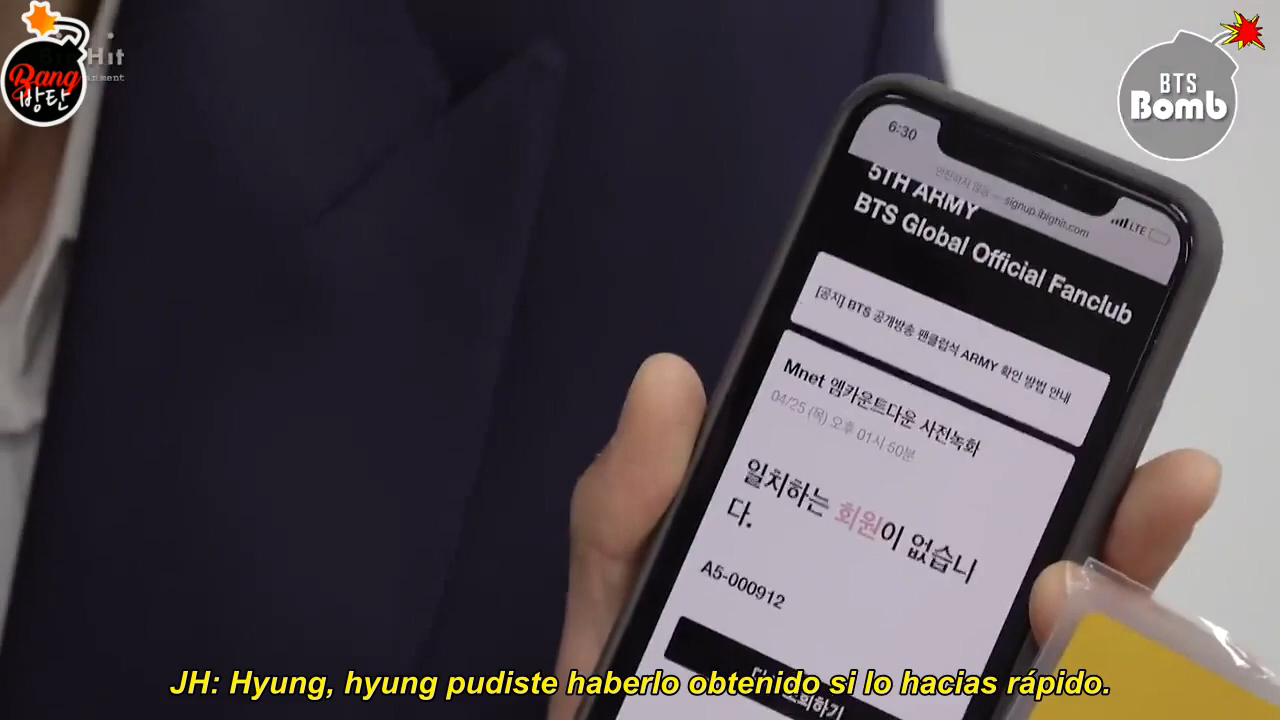 Bang
방탄
BTS
Bomb
6:30
signup.ibighit.com
LTE
5TH ARMY
BTS Global Official Fanclub
[공지] BTS 공개방송 팬클럽석 ARMY 확인 방법 안내
Mnet 엠카운트다운 사전녹화
04/25 (목) 오후 01시 50분
일치하는 회원이 없습니
다.
A5-000912
JH: Hyung, hyung pudiste haberlo obtenido si lo hacias rápido.